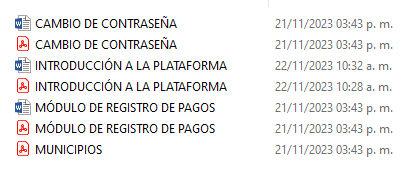 CAMBIO DE CONTRASEÑA 21/11/2023 03:43 p. m.
CAMBIO DE CONTRASEÑA 21/11/2023 03:43 p. m.
INTRODUCCIÓN A LA PLATAFORMA 22/11/2023 10:32 a. m.
INTRODUCCIÓN A LA PLATAFORMA 22/11/2023 10:28 a. m.
MÓDULO DE REGISTRO DE PAGOS 21/11/2023 03:43 p. m.
MÓDULO DE REGISTRO DE PAGOS 21/11/2023 03:43 p. m.
MUNICIPIOS 21/11/2023 03:43 p. m.